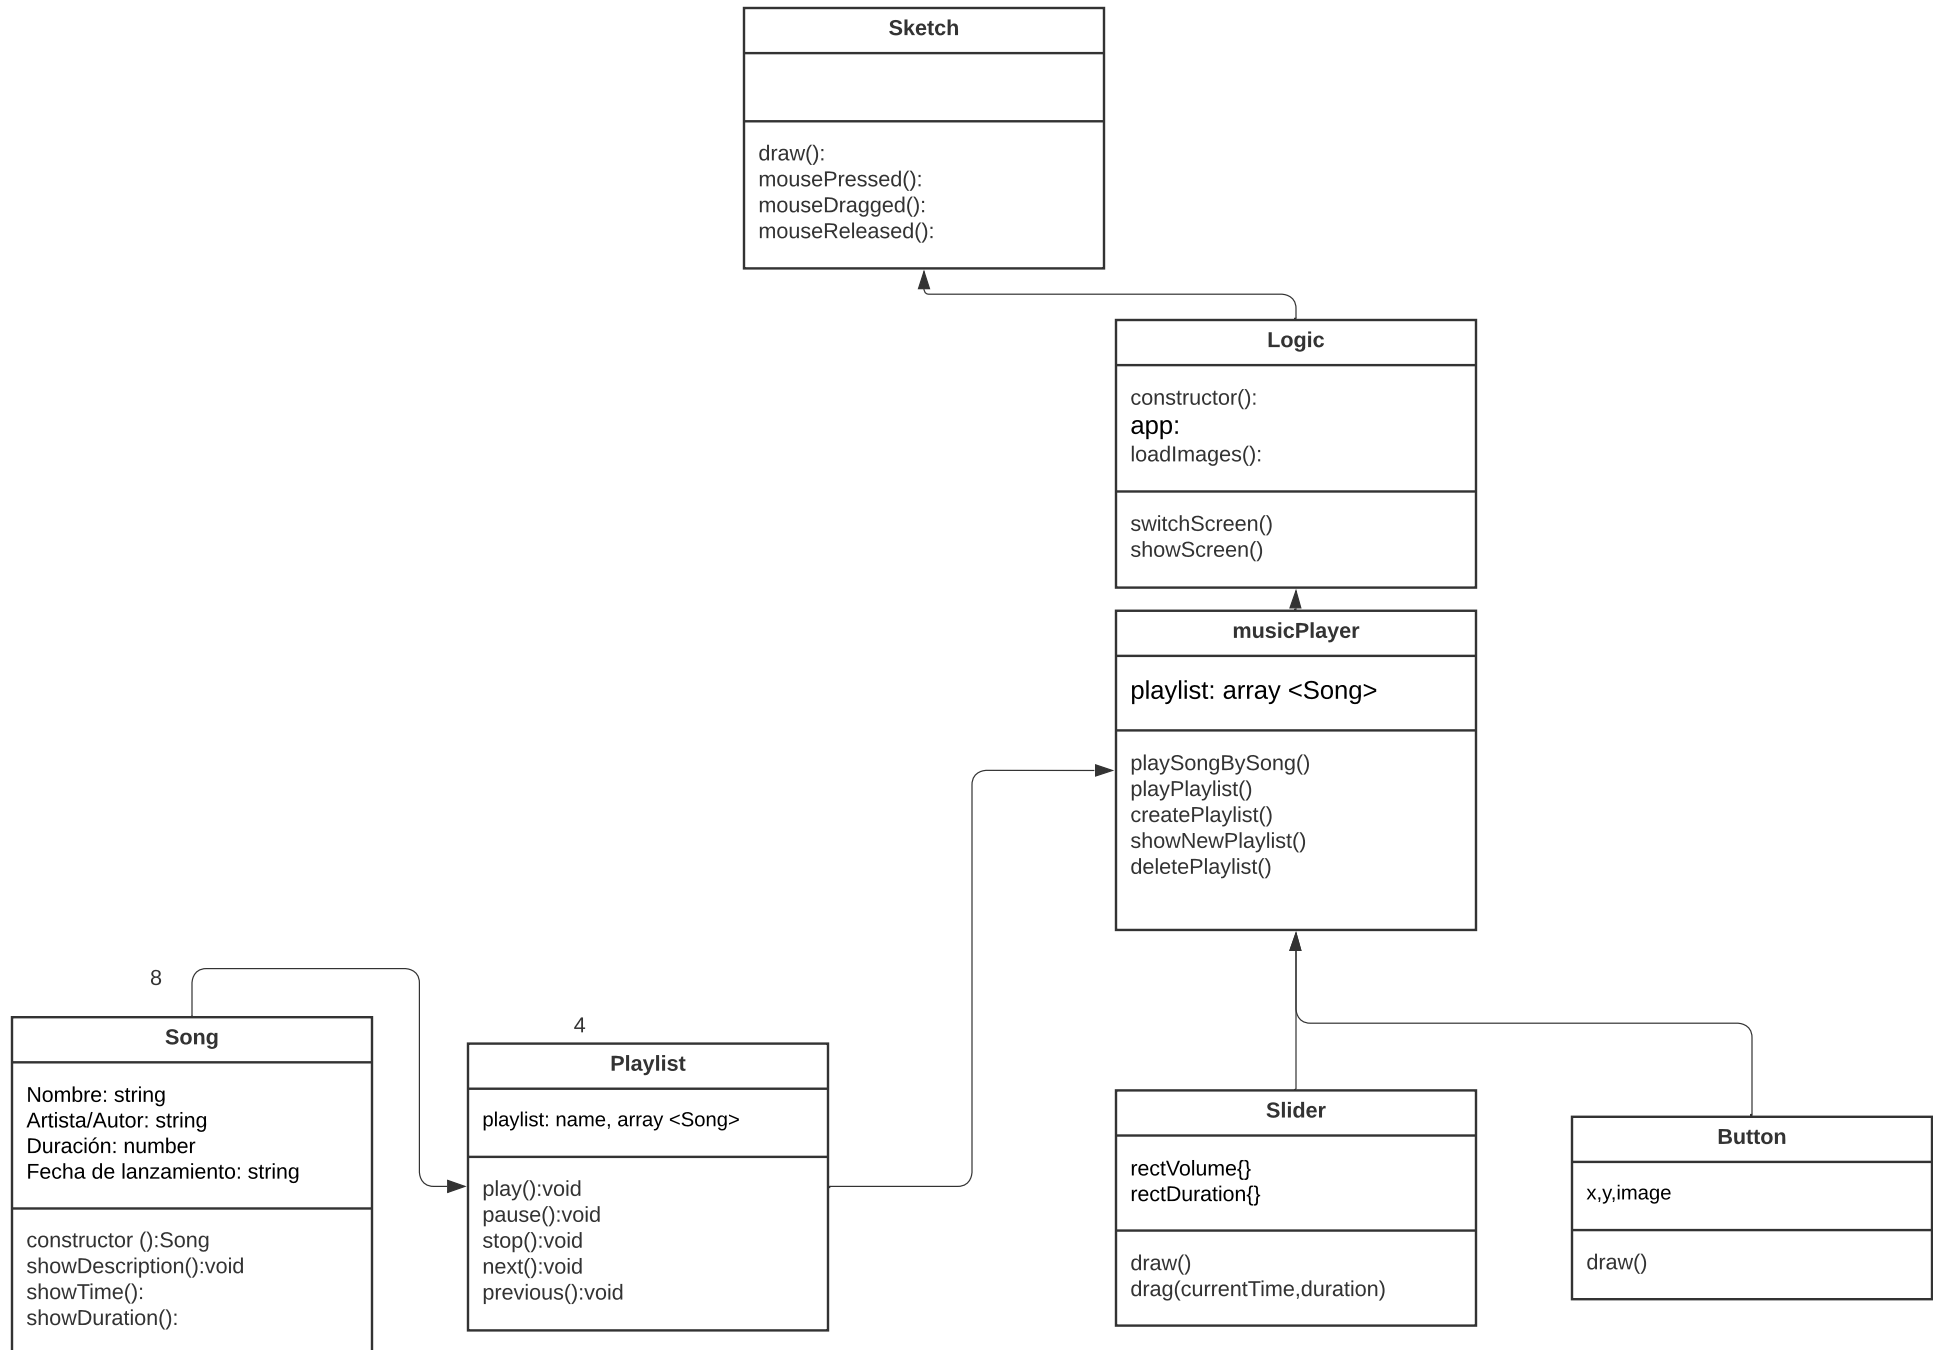 Sketch
draw():
mousePressed():
mouseDragged():
mouseReleased():
Logic
constructor():
app:
loadImages():
switchScreen()
showScreen()
musicPlayer
playlist: array <Song>
playSongBySong()
playPlaylist()
createPlaylist()
showNewPlaylist()
deletePlaylist()
8
Song
Nombre: string
Artista/Autor: string
Duración: number
Fecha de lanzamiento: string
constructor ():Song
showDescription():void
showTime():
showDuration():
4
Playlist
playlist: name, array <Song>
play():void
pause():void
stop():void
next():void
previous():void
Slider
rectVolume{}
rectDuration{}
draw()
drag(currentTime,duration)
Button
x,y,image
draw()